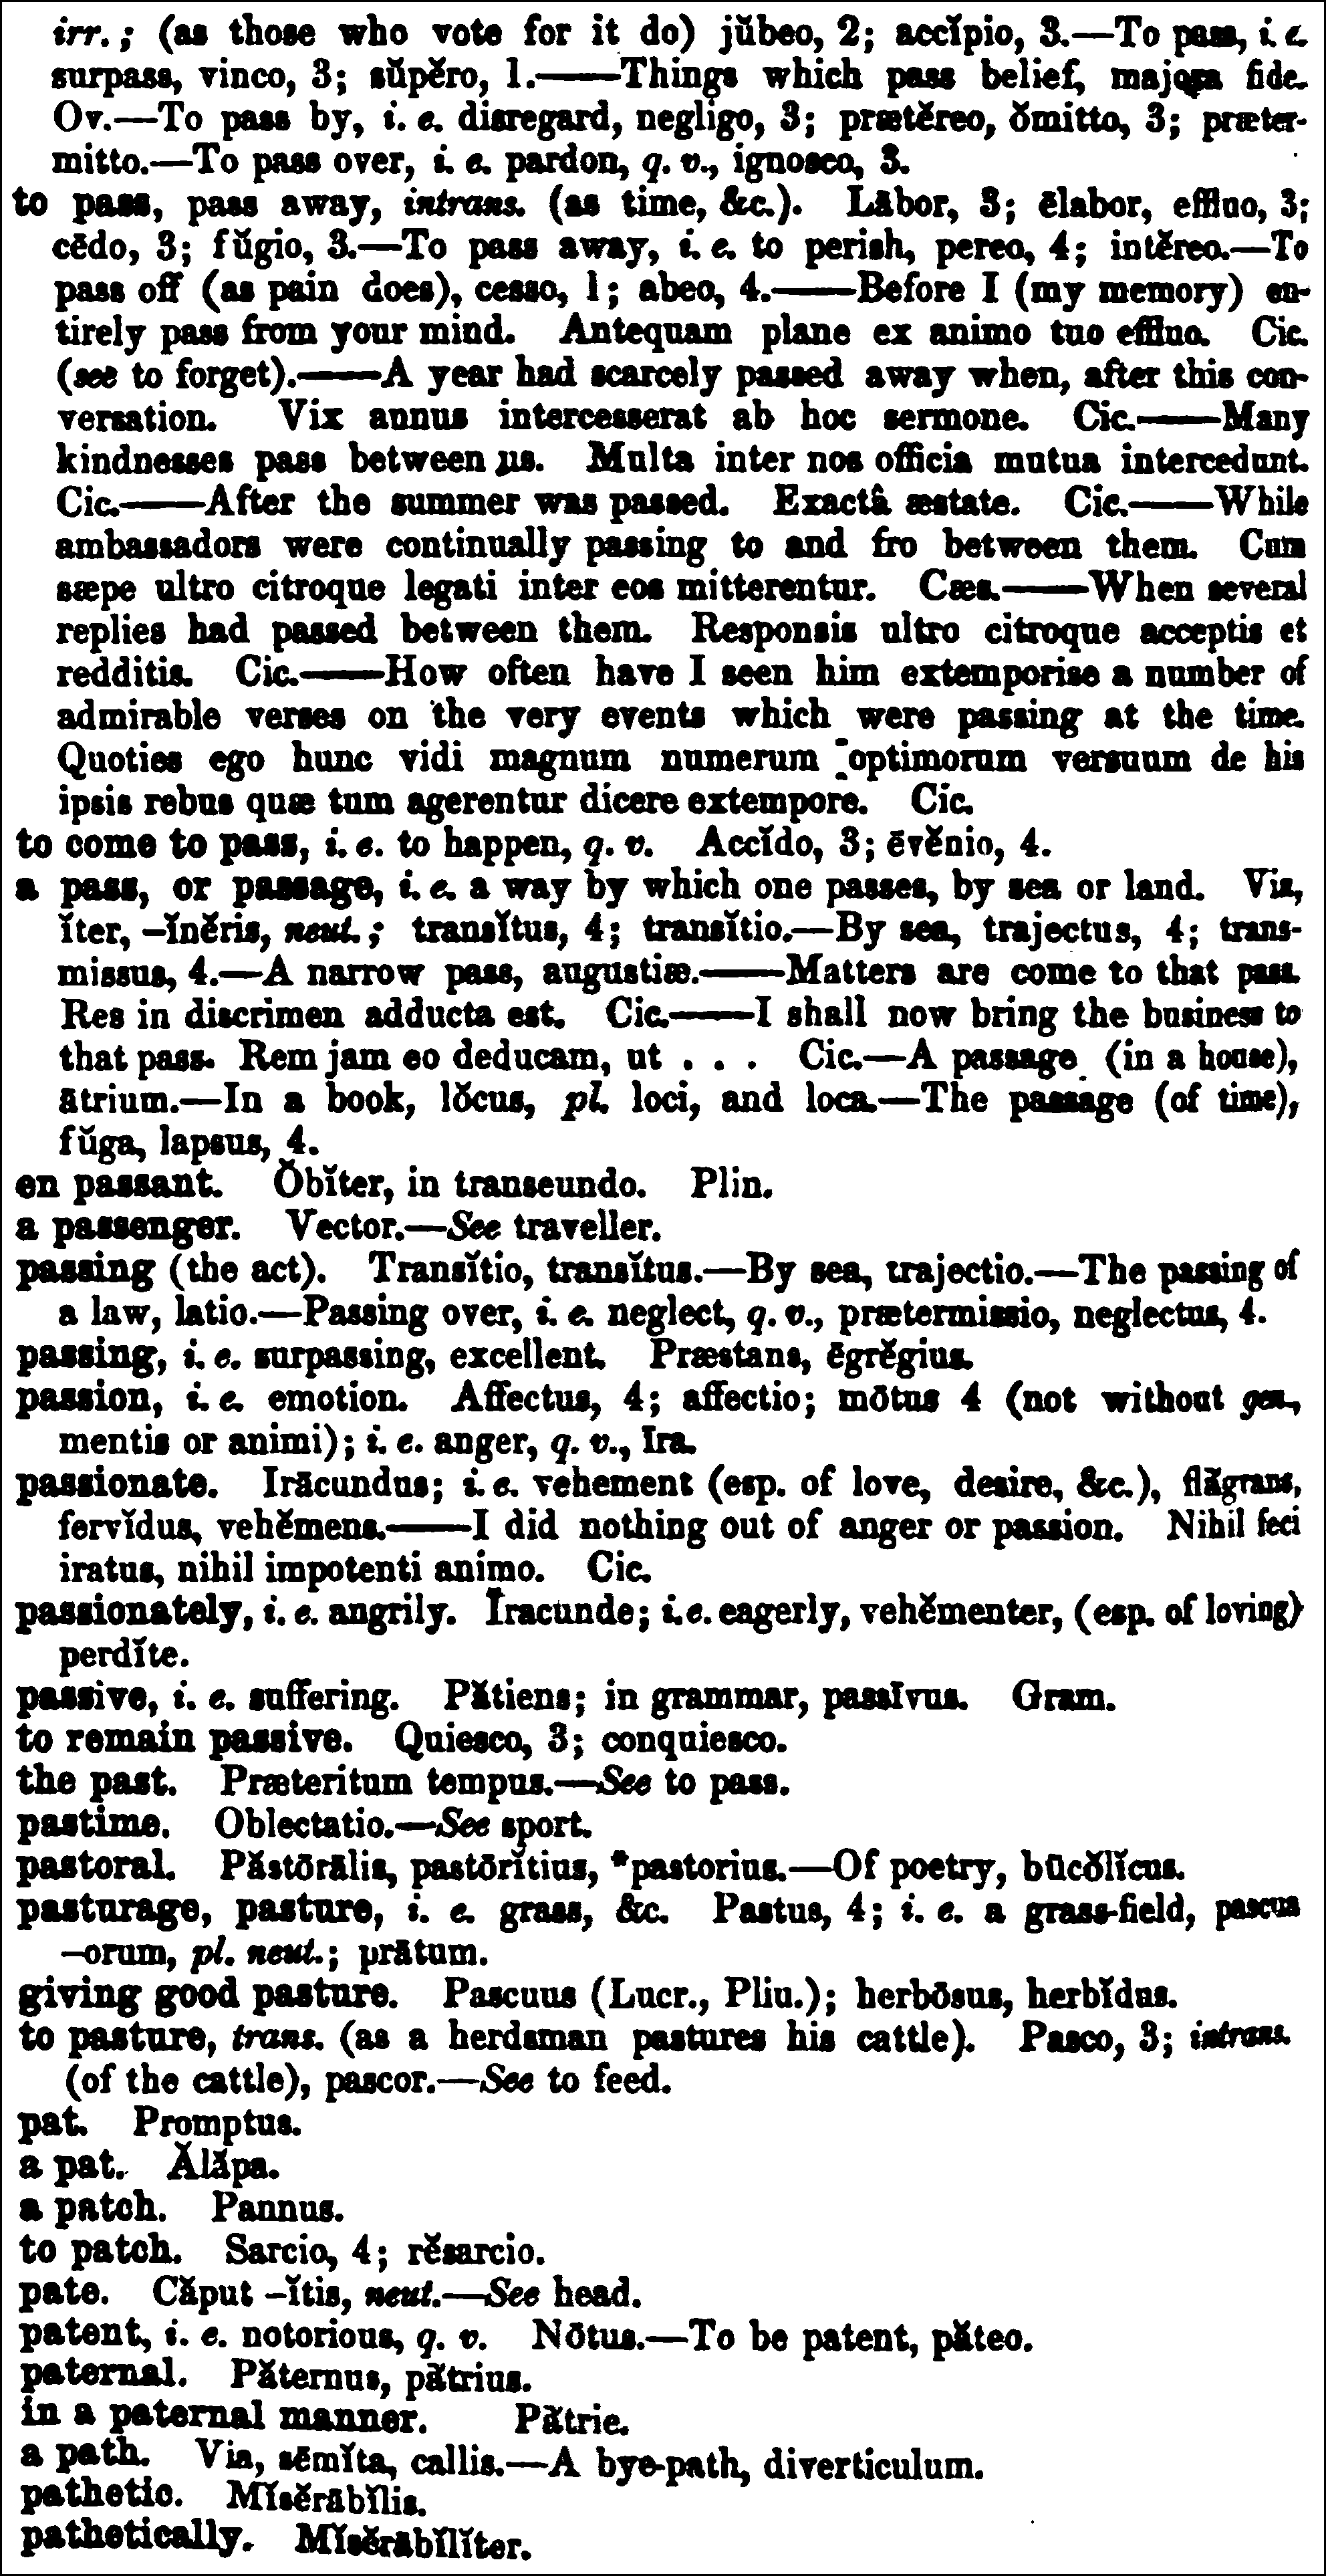 irr.; (as those who vote for it do) jŭbeo, 2; accĭpio, 3.—To pass, i. e.
surpass, vinco, 3; sŭpĕro, 1.——Things which pass belief, majora fide.
Ov.—To pass by, i. e. disregard, negligo, 3; prætĕreo, ŏmitto, 3; præter-
mitto.—To pass over, i. e. pardon, q. v., ignosco, 3.
to pass, pass away, intrans. (as time, &c.). Lābor, 3; ēlabor, effluo, 3;
cēdo, 3; fŭgio, 3.—To pass away, i. e. to perish, pereo, 4; intĕreo.—To
pass off (as pain does), cesso, 1; abeo, 4.——Before I (my memory) en-
tirely pass from your mind. Antequam plane ex animo tuo effluo. Cic.
(see to forget).——A year had scarcely passed away when, after this con-
versation. Vix annus intercesserat ab hoc sermone. Cic.——Many
kindnesses pass between us. Multa inter nos officia mutua intercedunt.
Cic.——After the summer was passed. Exactâ æstate. Cic.——While
ambassadors were continually passing to and fro between them. Cum
sæpe ultro citroque legati inter eos mitterentur. Cæs.——When several
replies had passed between them. Responsis ultro citroque acceptis et
redditis. Cic.——How often have I seen him extemporise a number of
admirable verses on the very events which were passing at the time.
Quoties ego hunc vidi magnum numerum optimorum versuum de his
ipsis rebus quæ tum agerentur dicere extempore. Cic.
to come to pass, i. e. to happen, q. v. Accĭdo, 3; ēvĕnio, 4.
a pass, or passage, i. e. a way by which one passes, by sea or land. Via,
ĭter, –ĭnĕris, neut.; transĭtus, 4; transĭtio.—By sea, trajectus, 4; trans-
missus, 4.—A narrow pass, augustiæ.——Matters are come to that pass.
Res in discrimen adducta est. Cic.——I shall now bring the business to
that pass. Rem jam eo deducam, ut . . . Cic.—A passage (in a house),
ātrium.—In a book, lŏcus, pl. loci, and loca.—The passage (of time),
fŭga, lapsus, 4.
en passant. Ŏbĭter, in transeundo. Plin.
a passenger. Vector.—See traveller.
passing (the act). Transĭtio, transĭtus.—By sea, trajectio.—The passing of
a law, latio.—Passing over, i. e. neglect, q. v., prætermissio, neglectus, 4.
passing, i. e. surpassing, excellent. Præstans, ēgrĕgius.
passion, i. e. emotion. Affectus, 4; affectio; mōtus 4 (not without gen.,
mentis or animi); i. e. anger, q. v., īra.
passionate. Irācundus; i. e. vehement (esp. of love, desire, &c.), flăgrans,
fervĭdus, vehĕmens.——I did nothing out of anger or passion. Nihil feci
iratus, nihil impotenti animo. Cic.
passionately, i. e. angrily. Īracunde; i. e. eagerly, vehĕmenter, (esp. of loving)
perdĭte.
passive, i. e. suffering. Pătiens; in grammar, passīvus. Gram.
to remain passive. Quiesco, 3; conquiesco.
the past. Præteritum tempus.—See to pass.
pastime. Oblectatio.—See sport.
pastoral. Păstōrālis, pastōrĭtius, *pastorius.—Of poetry, būcŏlĭcus.
pasturage, pasture, i. e. grass, &c. Pastus, 4; i. e. a grass-field, pascua
–orum, pl. neut.; prātum.
giving good pasture. Pascuus (Lucr., Pliu.); herbōsus, herbĭdus.
to pasture, trans. (as a herdsman pastures his cattle). Pasco, 3; intrans.
(of the cattle), pascor.—See to feed.
pat. Promptus.
a pat. Ălăpa.
a patch. Pannus.
to patch. Sarcio, 4; rĕsarcio.
pate. Căput –ĭtis, neut.—See head.
patent, i. e. notorious, q. v. Nōtus.—To be patent, păteo.
paternal. Păternus, pătrius.
in a paternal manner. Pătrie.
a path. Via, sēmĭta, callis.—A bye-path, diverticulum.
pathetic. Mĭsĕrābĭlis.
pathetically. Mĭsĕrābĭlĭter.